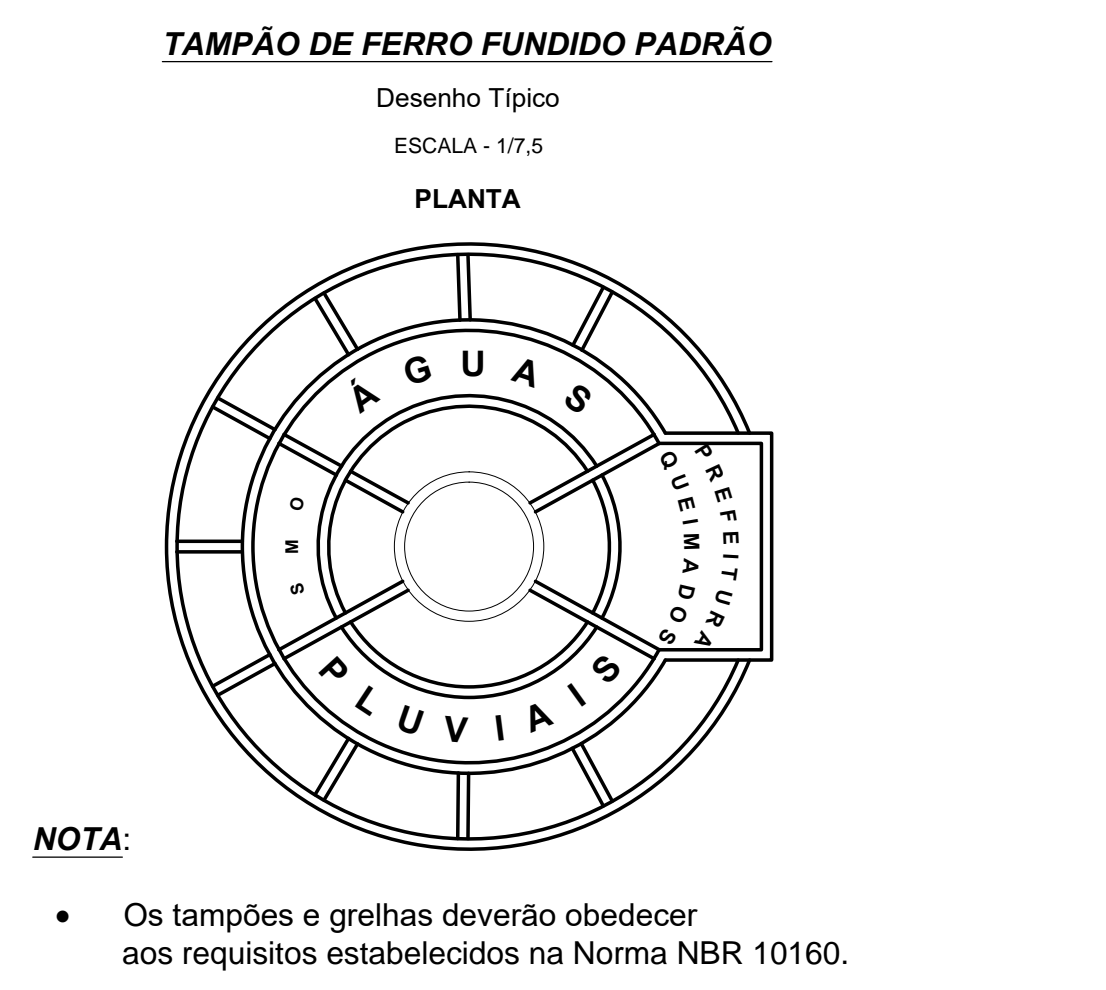 TAMPÃO DE FERRO FUNDIDO PADRÃO
Desenho Típico
ESCALA - 1/7,5
PLANTA
ÁGUAS
PREFEITURA
QUEIMADOS
SMO
PLUVIAIS
NOTA:
• Os tampões e grelhas deverão obedecer
aos requisitos estabelecidos na Norma NBR 10160.